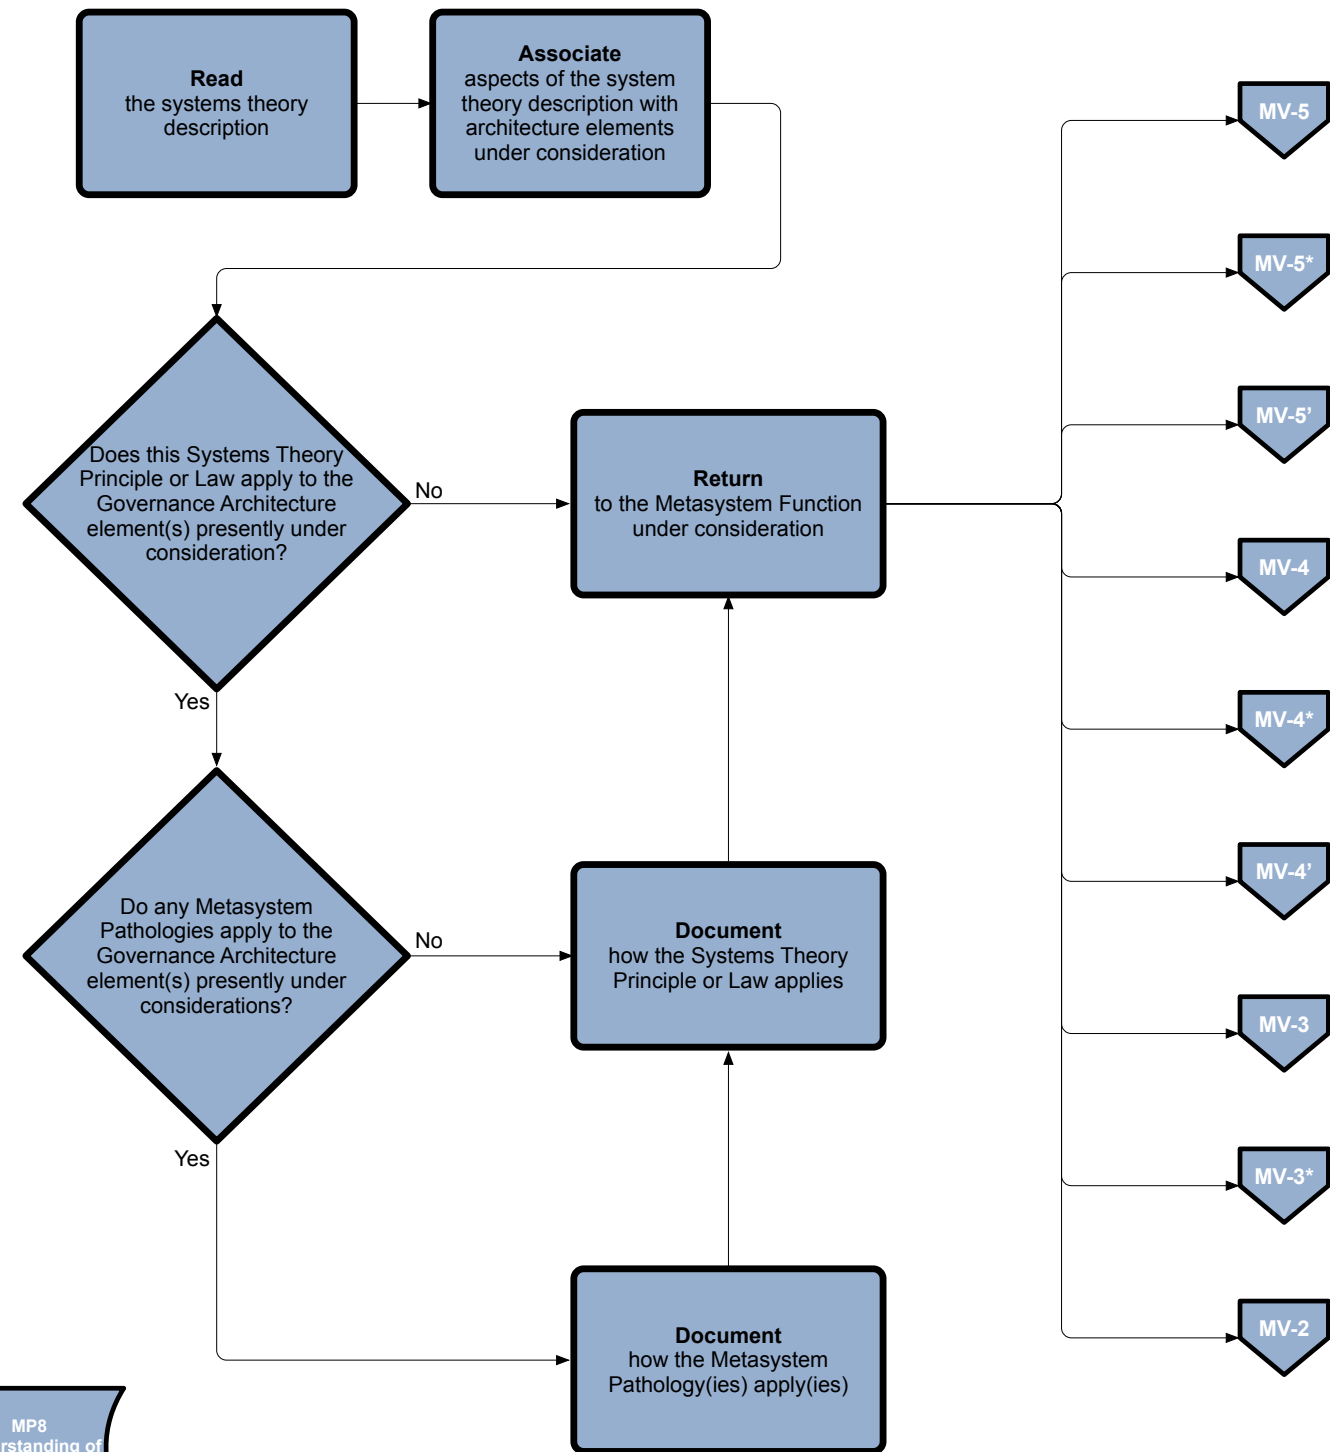 Read
the systems theory
description
Associate
aspects of the system
theory description with
architecture elements
under consideration
MV-5
MV-5*
MV-5’
MV-4
MV-4*
MV-4’
MV-3
MV-3*
MV-2
Does this Systems Theory
Principle or Law apply to the
Governance Architecture
element(s) presently under
consideration?
No
Yes
Return
to the Metasystem Function
under consideration
Do any Metasystem
Pathologies apply to the
Governance Architecture
element(s) presently under
considerations?
No
Yes
Document
how the Systems Theory
Principle or Law applies
Document
how the Metasystem
Pathology(ies) apply(ies)
MP8
of